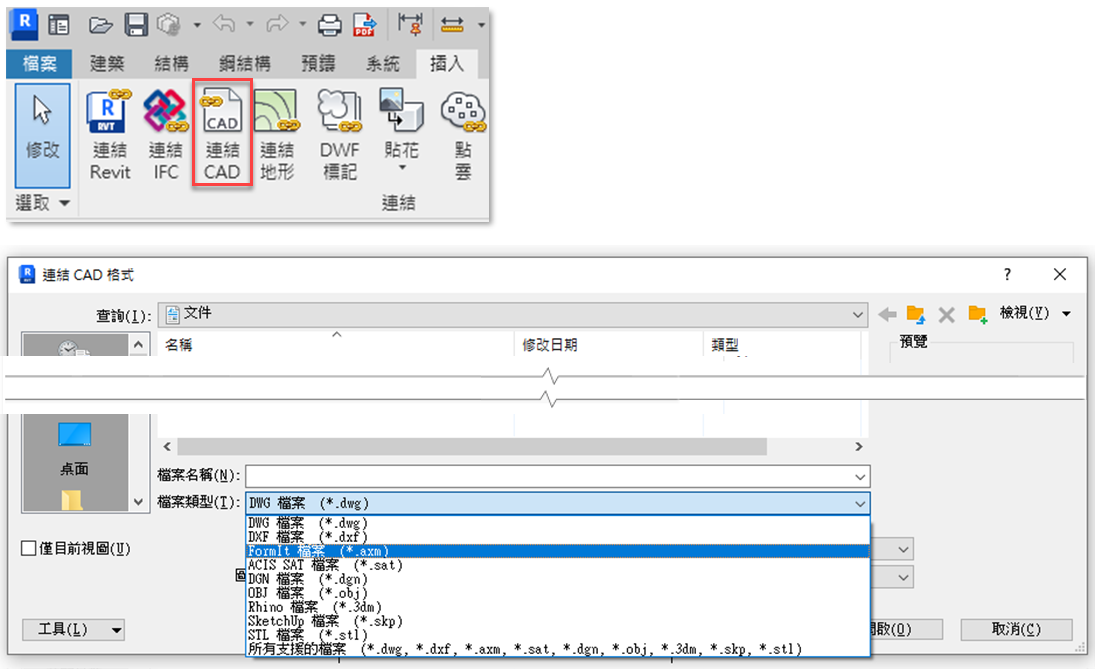 R
PDF
檔案 建築 結構 鋼結構 預鑄 系統 插入
R
RVT
CAD
修改 連結 連結 連結 連結 DWF 貼花 點
Revit IFC CAD 地形 標記 雲
選取 連結
R
RVT
連結 CAD 格式
?
查詢(I): 文件 檢視(V)
名稱 修改日期 類型 預覽
桌面
檔案名稱(N):
檔案類型(T): DWG 檔案 (*.dwg)
DWG 檔案 (*.dwg)
DXF 檔案 (*.dxf)
僅目前視圖(U)
FormIt 檔案 (*.axm)
ACIS SAT 檔案 (*.sat)
DGN 檔案 (*.dgn)
OBJ 檔案 (*.obj)
Rhino 檔案 (*.3dm)
SketchUp 檔案 (*.skp)
STL 檔案 (*.stl)
工具(L) 啟(O) 取消(C)
所有支援的檔案 (*.dwg, *.dxf, *.axm, *.sat, *.dgn, *.obj, *.3dm, *.skp, *.stl)